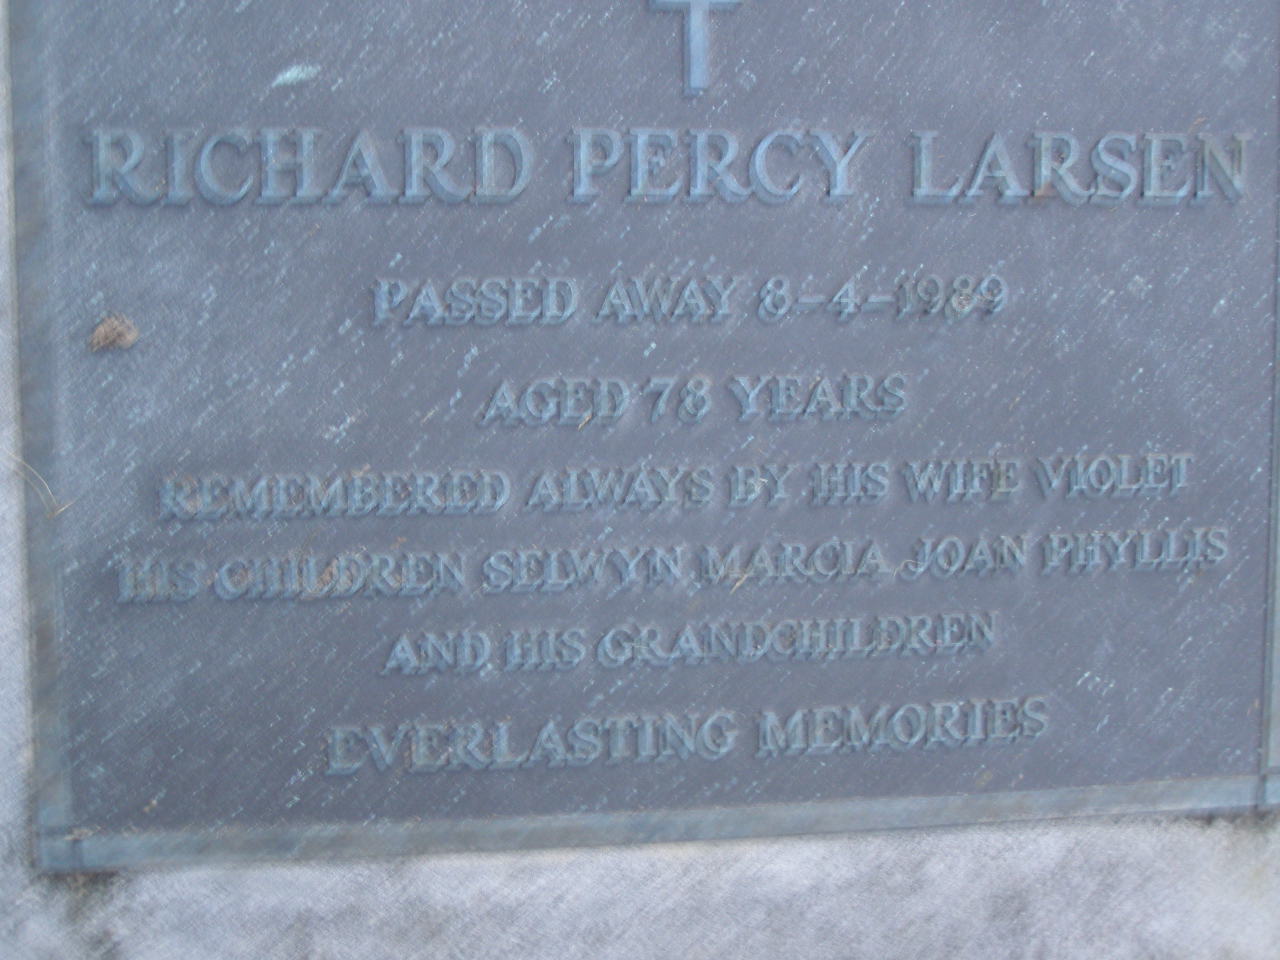 RICHARD PERCY LARSEN
PASSED AWAY 8-4-1989
AGED 78 YEARS
REMEMBERED ALWAYS BY HIS WIFE VIOLET
HIS CHILDREN SELWYN MARCIA JOAN PHYLLIS
AND HIS GRANDCHILDREN
EVERLASTING MEMORIES